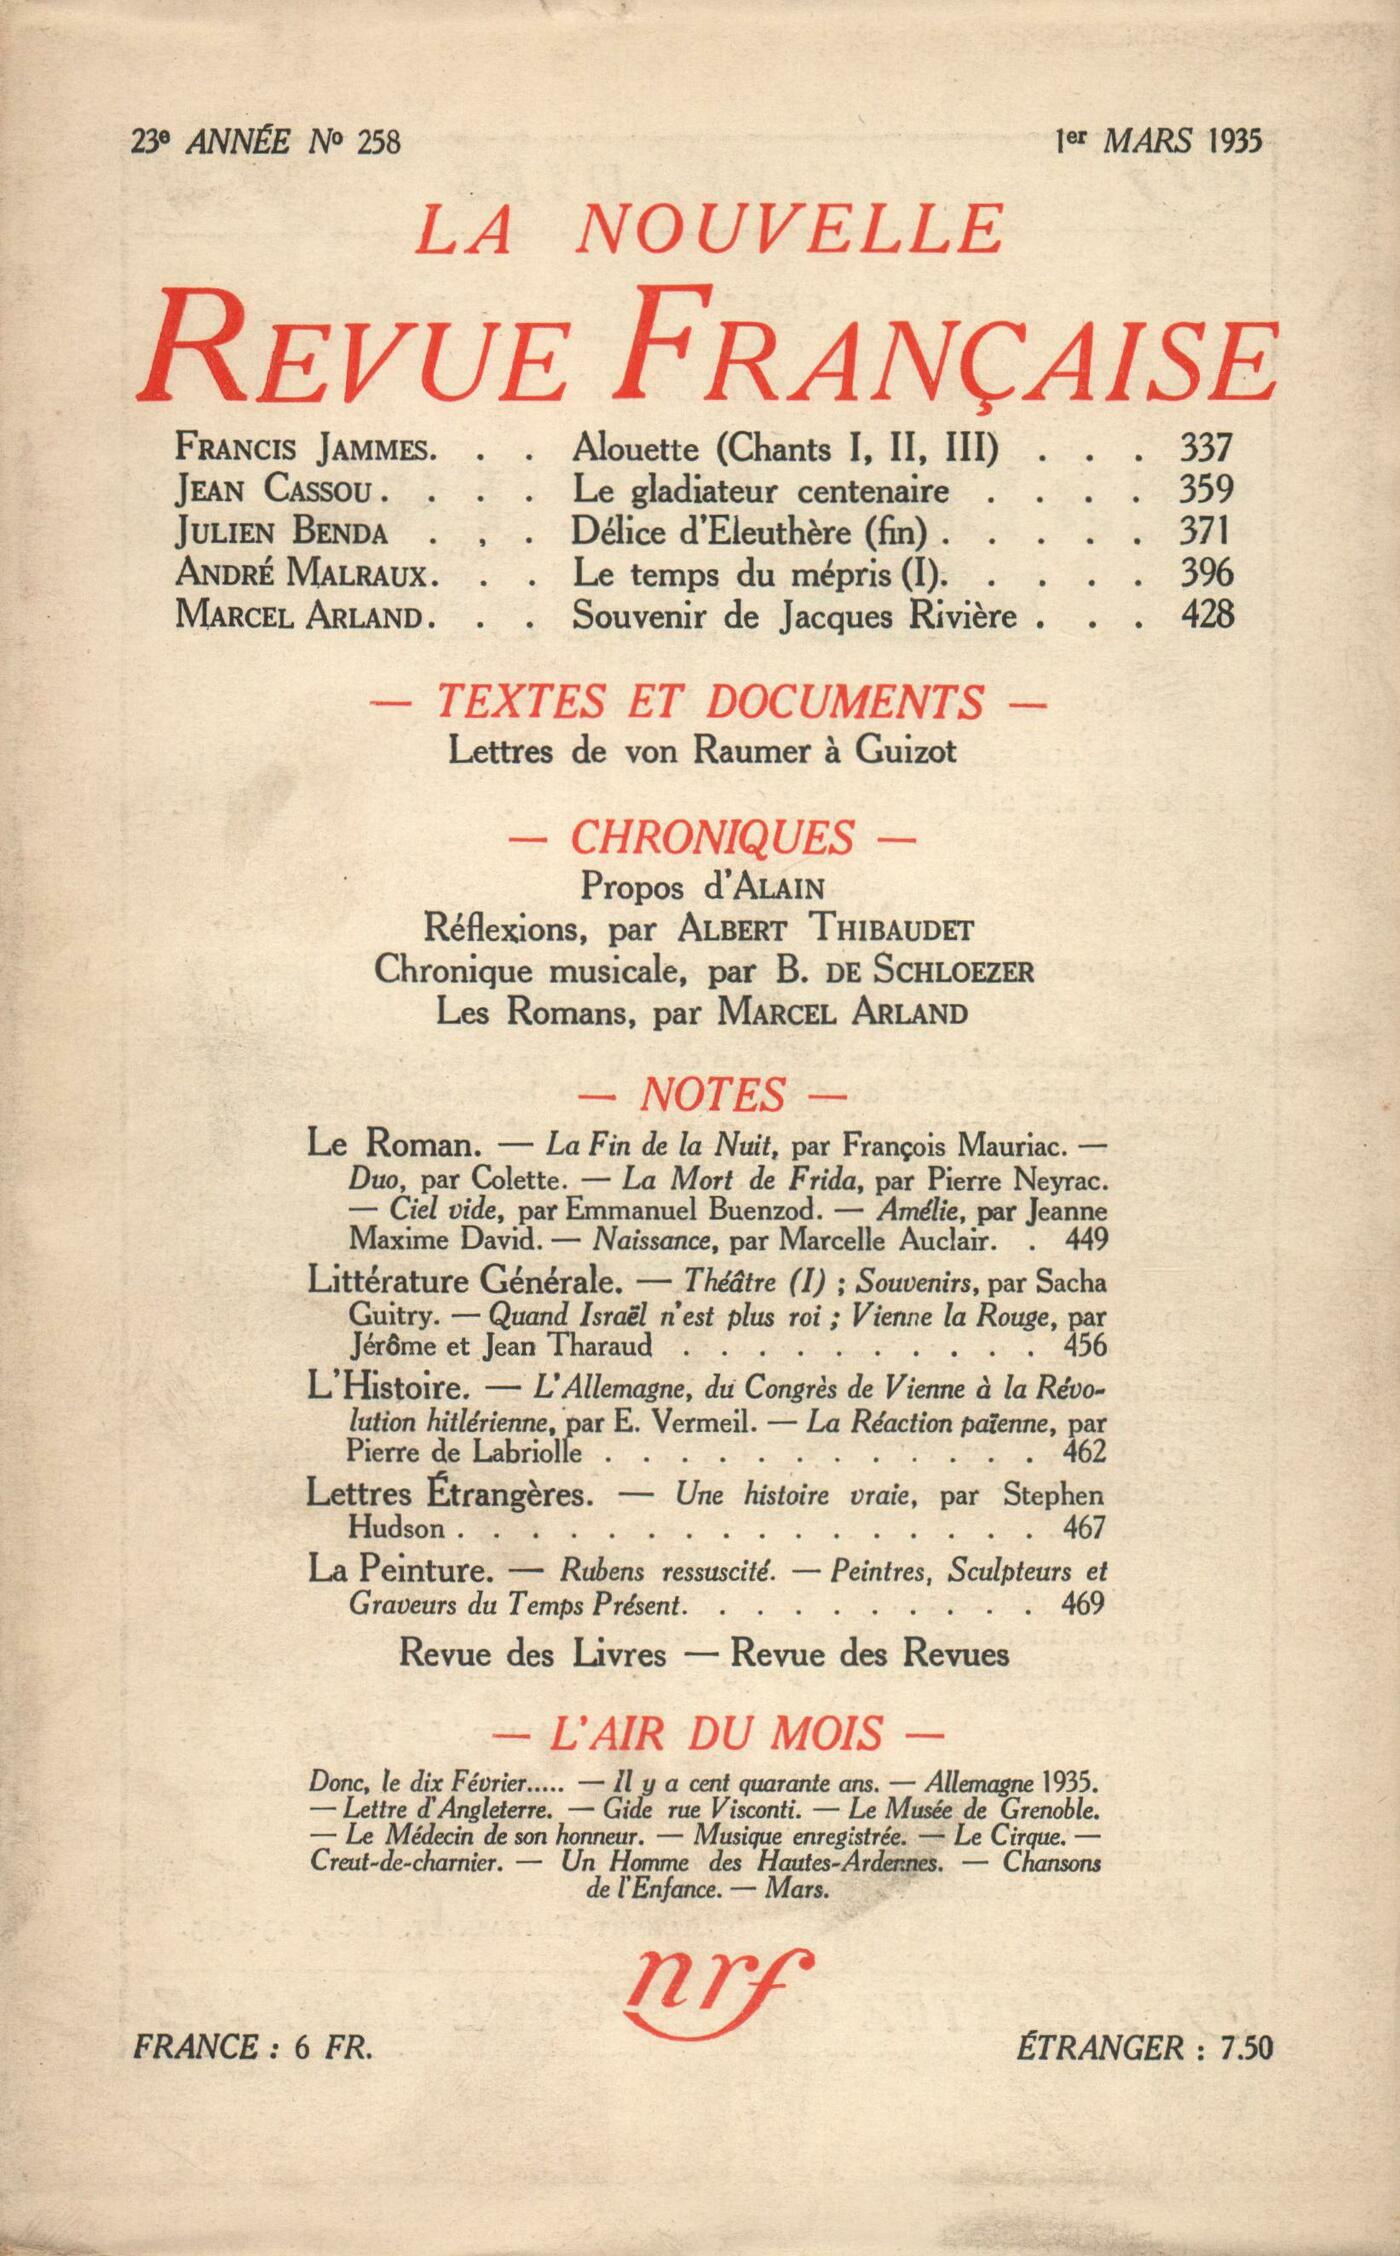 23e ANNÉE No 258
1er MARS 1935
LA NOUVELLE
REVUE FRANÇAISE
FRANCIS JAMMES. . . Alouette (Chants I, II, III) . . . 337
JEAN CASSOU. . . . Le gladiateur centenaire . . . . 359
JULIEN BENDA . , . Délice d'Eleuthère (fin) . . . . . . 371
ANDRÉ MALRAUX. . . Le temps du mépris (I). . . . . 396
MARCEL ARLAND. . . Souvenir de Jacques Rivière . . . 428
— TEXTES ET DOCUMENTS —
Lettres de von Raumer à Guizot
— CHRONIQUES —
Propos d'ALAIN
Réflexions, par ALBERT THIBAUDET
Chronique musicale, par B. DE SCHLOEZER
Les Romans, par MARCEL ARLAND
— NOTES —
Le Roman. — La Fin de la Nuit, par François Mauriac. —
Duo, par Colette. — La Mort de Frida, par Pierre Neyrac.
— Ciel vide, par Emmanuel Buenzod. — Amélie, par Jeanne
Maxime David. — Naissance, par Marcelle Auclair. . 449
Littérature Générale. — Théâtre (I) ; Souvenirs, par Sacha
Guitry. — Quand Israël n'est plus roi ; Vienne la Rouge, par
Jérôme et Jean Tharaud . . . . . . . . . . 456
L'Histoire. — L'Allemagne, du Congrès de Vienne à la Révo-
lution hitlérienne, par E. Vermeil. — La Réaction païenne, par
Pierre de Labriolle . . . . . . . . . . . . 462
Lettres Étrangères. — Une histoire vraie, par Stephen
Hudson . . . . . . . . . . . . . . . . 467
La Peinture. — Rubens ressuscité. — Peintres, Sculpteurs et
Graveurs du Temps Présent. . . . . . . . . . 469
Revue des Livres — Revue des Revues
— L'AIR DU MOIS —
Donc, le dix Février..... — Il y a cent quarante ans. — Allemagne 1935.
— Lettre d'Angleterre. — Gide rue Visconti. — Le Musée de Grenoble.
— Le Médecin de son honneur. — Musique enregistrée. — Le Cirque. —
Creut-de-charnier. — Un Homme des Hautes-Ardennes. — Chansons
de l'Enfance. — Mars.
nrf
FRANCE : 6 FR.
ÉTRANGER : 7.50